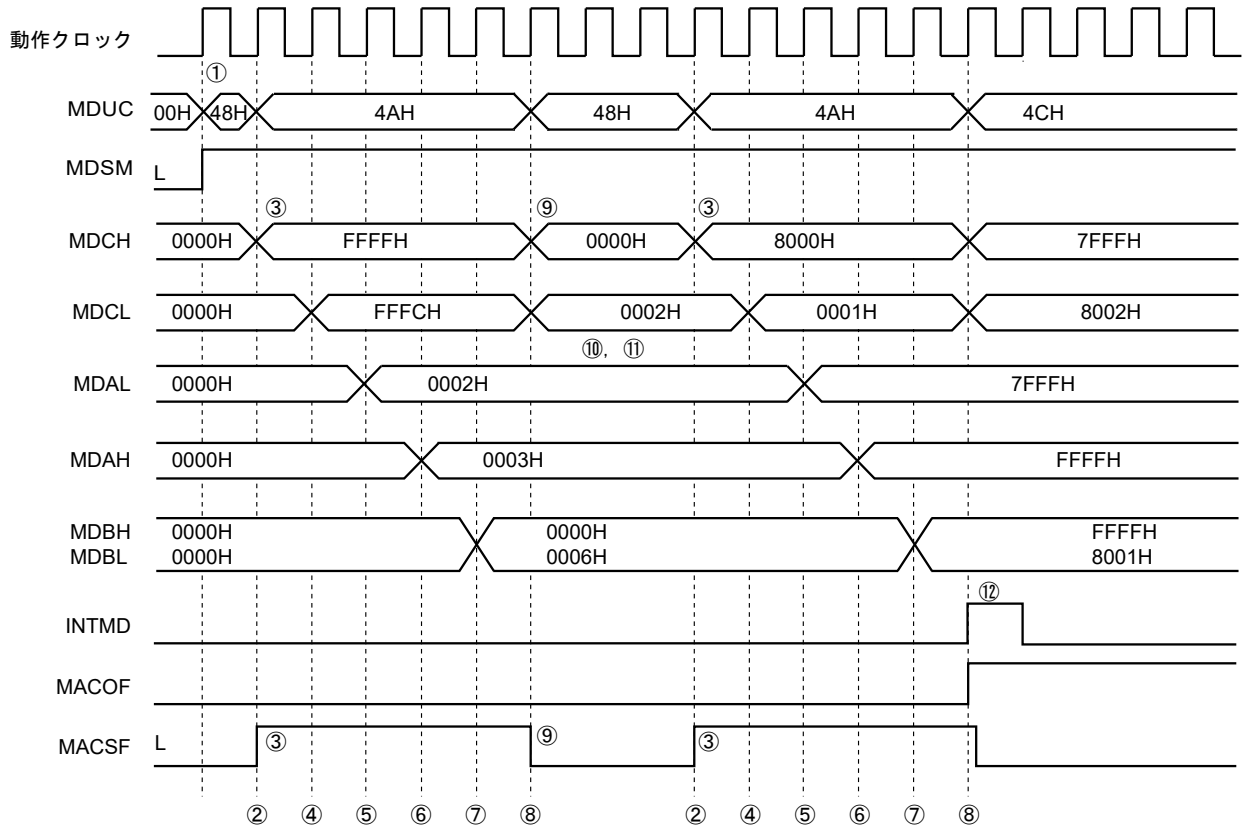 動作クロック
①
MDUC 00H 48H 4AH 48H 4AH 4CH
MDSM L
③ ⑨ ③
MDCH 0000H FFFFH 0000H 8000H 7FFFH
MDCL 0000H FFFCH 0002H 0001H 8002H
⑩, ⑪
MDAL 0000H 0002H 7FFFH
MDAH 0000H 0003H FFFFH
MDBH 0000H 0000H FFFFH
MDBL 0000H 0006H 8001H
⑫
INTMD
MACOF
MACSF L ③ ⑨ ③
② ④ ⑤ ⑥ ⑦ ⑧ ② ④ ⑤ ⑥ ⑦ ⑧